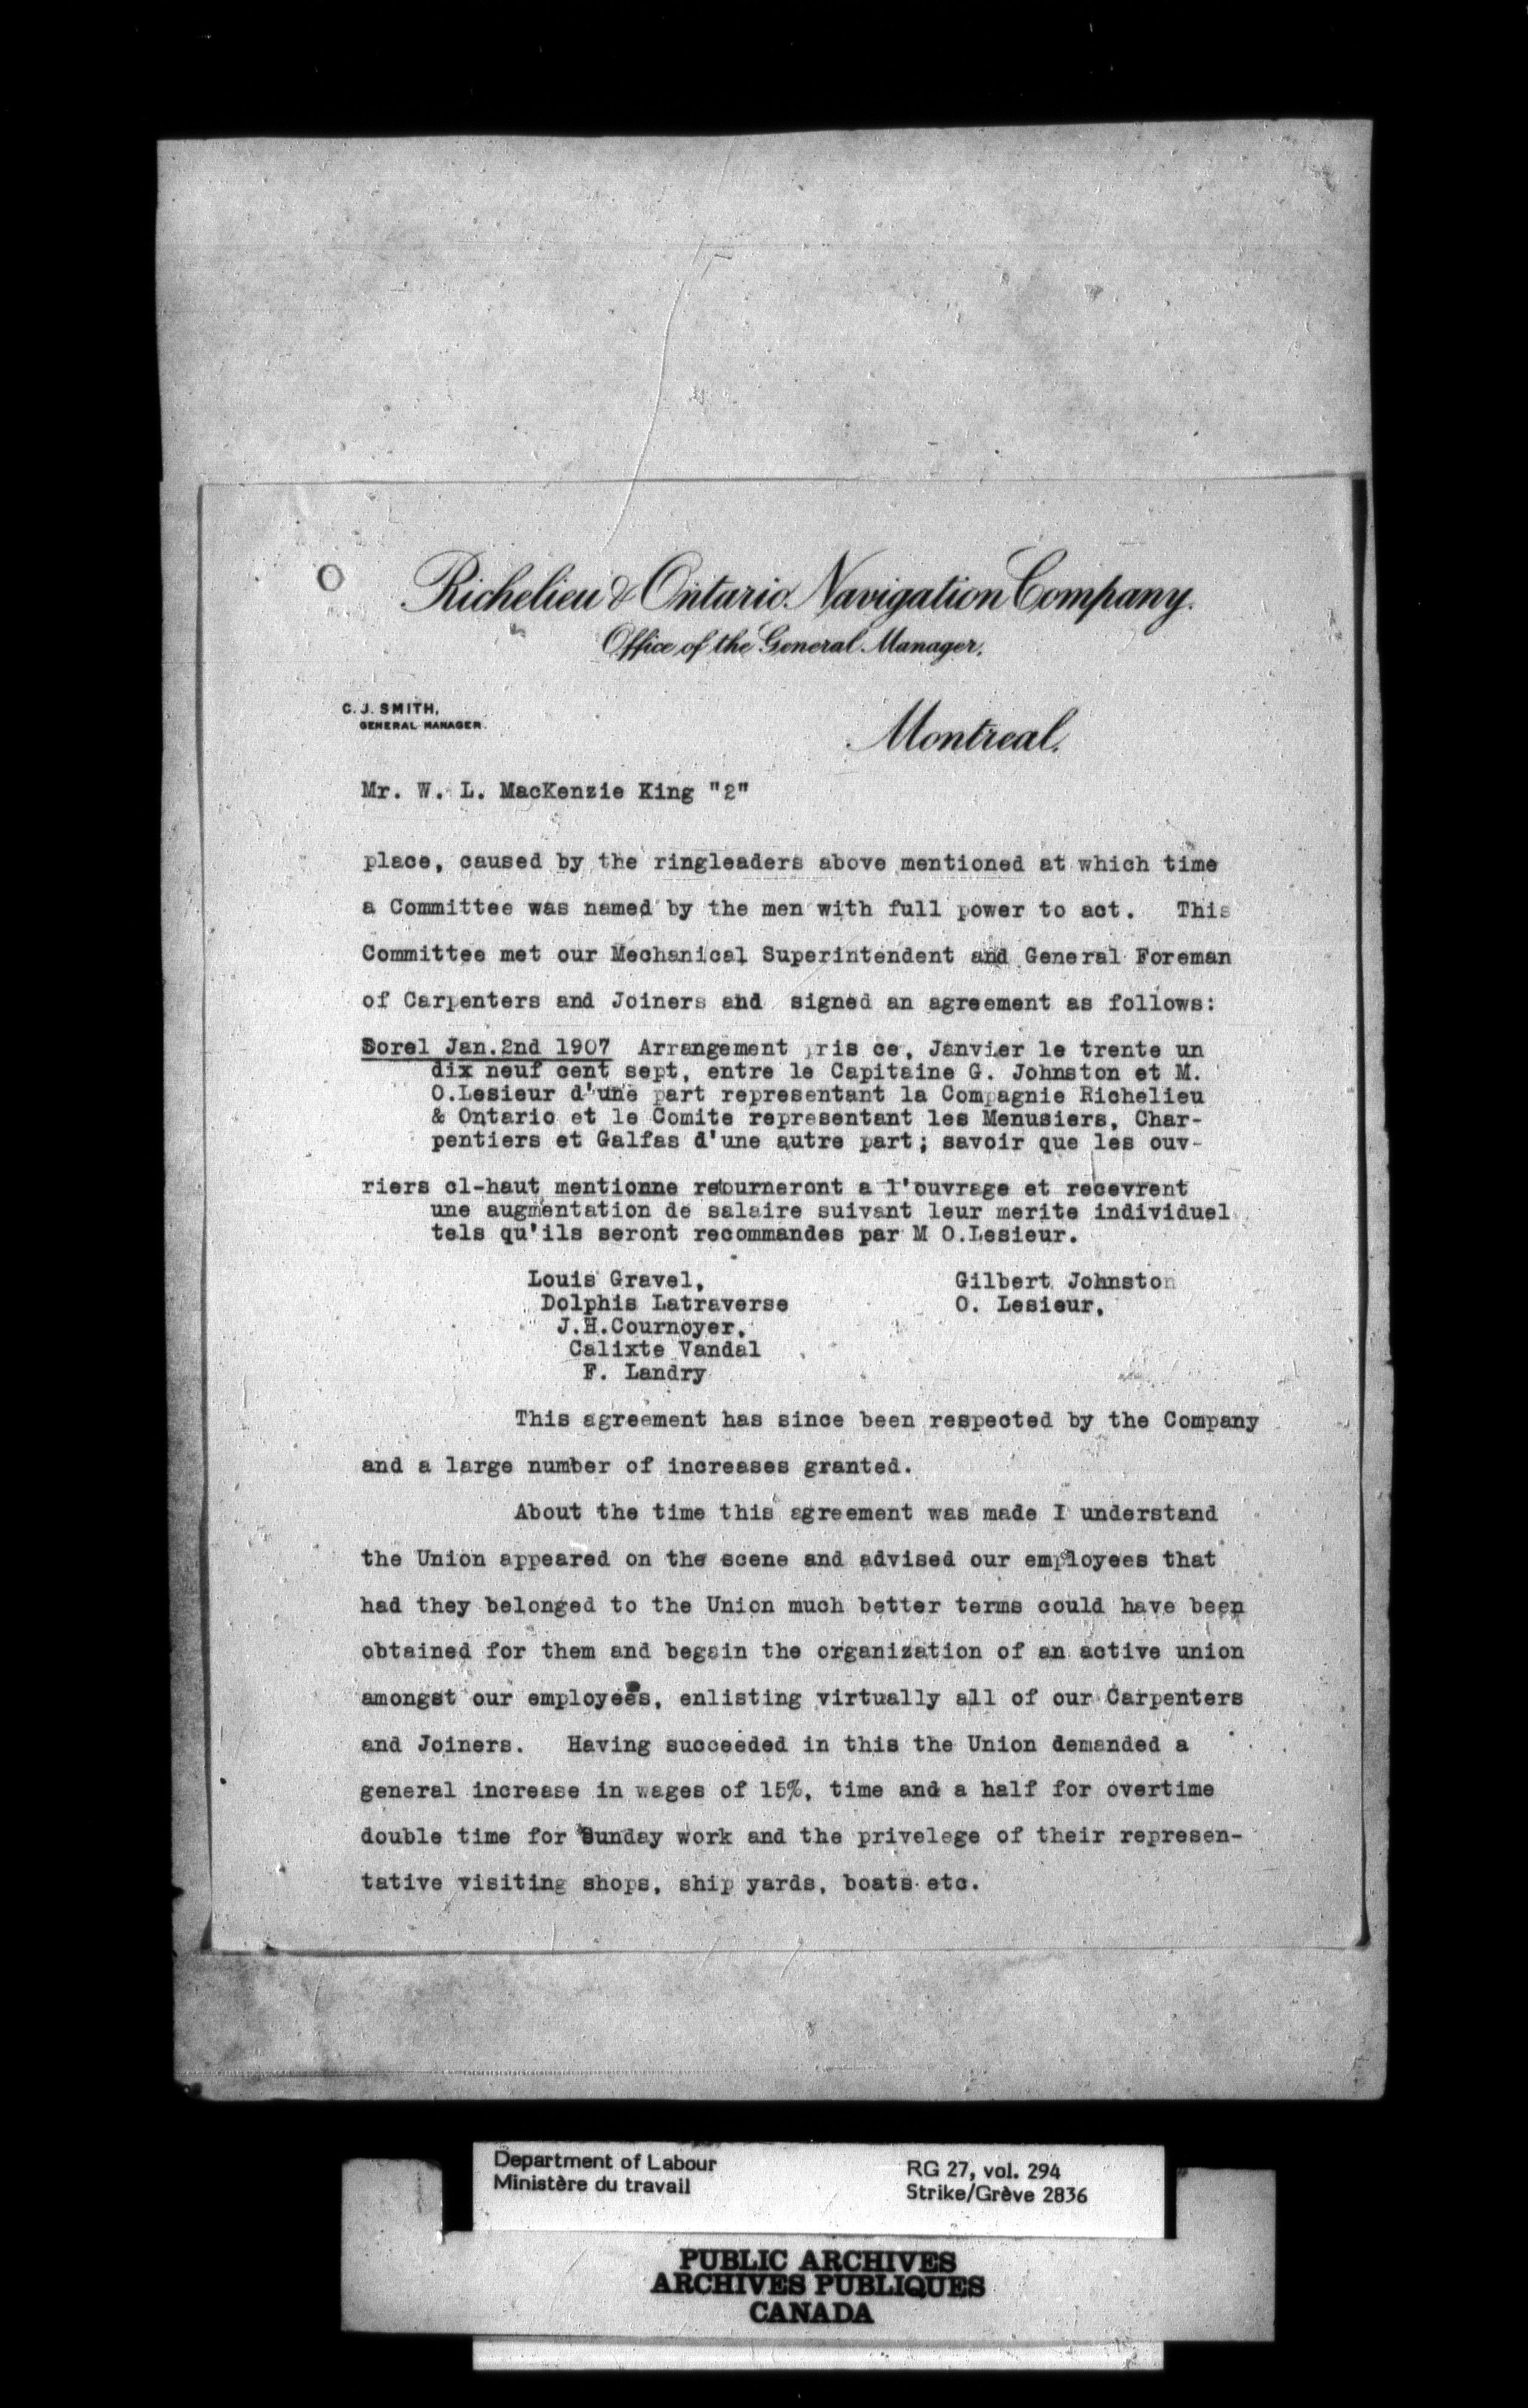 Richelieu & Ontario Navigation Company.
Office of the General Manager.
C. J. SMITH,
GENERAL MANAGER.
Montreal.
Mr. W. L. MacKenzie King "2"
place, caused by the ringleaders above mentioned at which time
a Committee was named by the men with full power to act. This
Committee met our Mechanical Superintendent and General Foreman
of Carpenters and Joiners and signed an agreement as follows:
Sorel Jan.2nd 1907 Arrangement pris ce, Janvier le trente un
dix neuf cent sept, entre le Capitaine G. Johnston et M.
O.Lesieur d'une part representant la Compagnie Richelieu
& Ontario et le Comite representant les Menusiers, Char-
pentiers et Galfas d'une autre part; savoir que les ouv-
riers cl-haut mentionne retourneront a l'ouvrage et recevrent
une augmentation de salaire suivant leur merite individuel
tels qu'ils seront recommandes par M O.Lesieur.
Louis Gravel, Gilbert Johnston
Dolphis Latraverse O. Lesieur,
J.H.Cournoyer,
Calixte Vandal
F. Landry
This agreement has since been respected by the Company
and a large number of increases granted.
About the time this agreement was made I understand
the Union appeared on the scene and advised our employees that
had they belonged to the Union much better terms could have been
obtained for them and begain the organization of an active union
amongst our employees, enlisting virtually all of our Carpenters
and Joiners. Having succeeded in this the Union demanded a
general increase in wages of 15%, time and a half for overtime
double time for Sunday work and the privelege of their represen-
tative visiting shops, ship yards, boats etc.
Department of Labour RG 27, vol. 294
Ministère du travail Strike/Grève 2836
PUBLIC ARCHIVES
ARCHIVES PUBLIQUES
CANADA